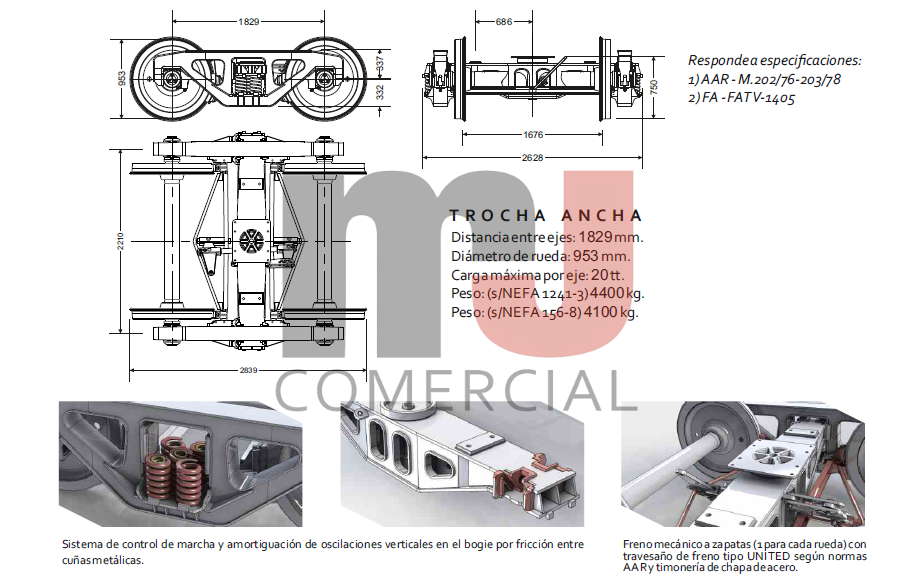 1829
953
337
332
686
750
1676
2628
Responde a especificaciones:
1) AAR - M.202/76-203/78
2) FA - FAT V-1405
2210
2839
TROCHA ANCHA
Distancia entre ejes: 1829 mm.
Diámetro de rueda: 953 mm.
Carga máxima por eje: 20 tt.
Peso: (s/NEFA 1241-3) 4400 kg.
Peso: (s/NEFA 156-8) 4100 kg.
mu
COMERCIAL
Sistema de control de marcha y amortiguación de oscilaciones verticales en el bogie por fricción entre
cuñas metálicas.
Freno mecánico a zapatas (1 para cada rueda) con
travesaño de freno tipo UNITED según normas
AAR y timonería de chapa de acero.